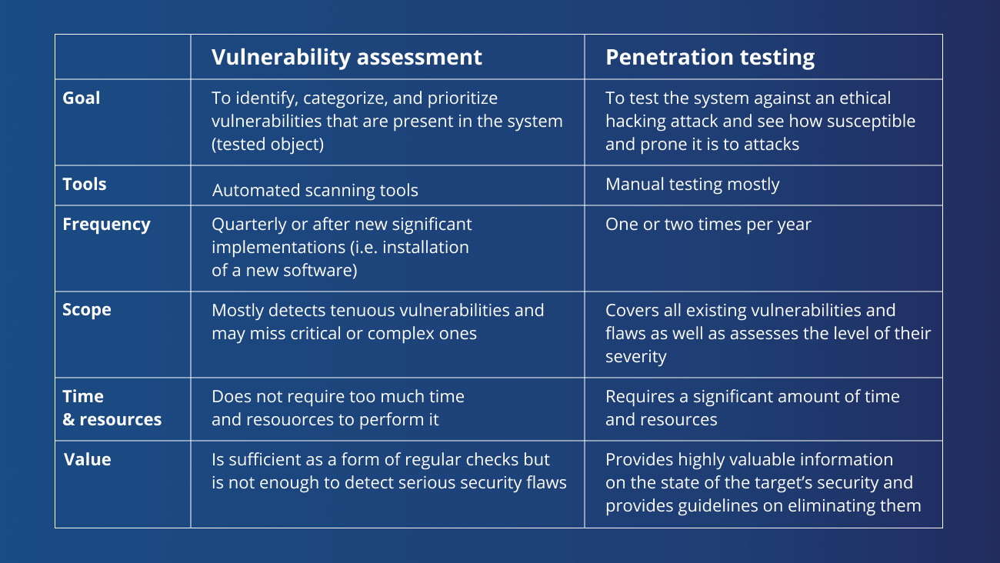 Vulnerability assessment
Penetration testing
Goal
To identify, categorize, and prioritize
vulnerabilities that are present in the system
(tested object)
To test the system against an ethical
hacking attack and see how susceptible
and prone it is to attacks
Tools
Automated scanning tools
Manual testing mostly
Frequency
Quarterly or after new significant
implementations (i.e. installation
of a new software)
One or two times per year
Scope
Mostly detects tenuous vulnerabilities and
may miss critical or complex ones
Covers all existing vulnerabilities and
flaws as well as assesses the level of their
severity
Time
& resources
Does not require too much time
and resouorces to perform it
Requires a significant amount of time
and resources
Value
Is sufficient as a form of regular checks but
is not enough to detect serious security flaws
Provides highly valuable information
on the state of the target’s security and
provides guidelines on eliminating them